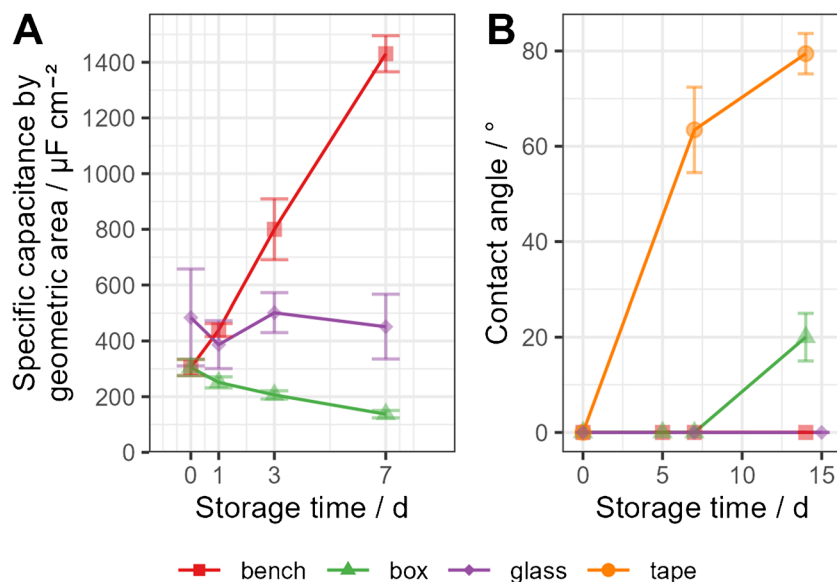 A
Specific capacitance by
geometric area / µF cm⁻²
1400
1200
1000
800
600
400
200
0
0 1 3 7
Storage time / d
B
Contact angle / °
80
60
40
20
0
0 5 10 15
Storage time / d
bench box glass tape